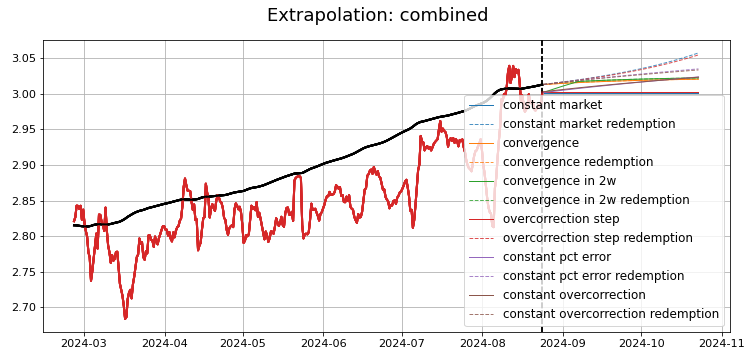 Extrapolation: combined
3.05
3.00
2.95
2.90
2.85
2.80
2.75
2.70
constant market
constant market redemption
convergence
convergence redemption
convergence in 2w
convergence in 2w redemption
overcorrection step
overcorrection step redemption
constant pct error
constant pct error redemption
constant overcorrection
constant overcorrection redemption
2024-03 2024-04 2024-05 2024-06 2024-07 2024-08 2024-09 2024-10 2024-11